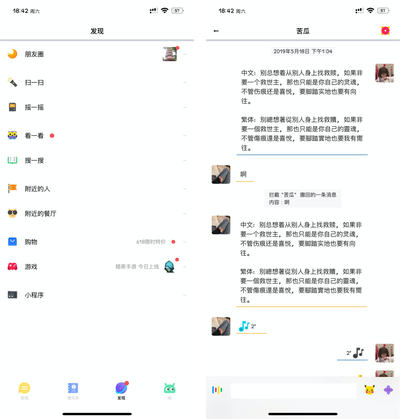 18:42 周六
57
发现
朋友圈
扫一扫
摇一摇
看一看
搜一搜
附近的人
附近的餐厅
购物
618限时特价
游戏
精美手游 今日上线
小程序
发现
18:42 周六
57
苦瓜
2019年5月18日 下午1:04
中文：别总想着从别人身上找救赎，如果非
要一个救世主，那也只能是你自己的灵魂，
不管伤痕还是喜悦，要脚踏实地也要有向
往。
繁体：別總想著從別人身上找救贖，如果非
要一個救世主，那也只能是你自己的靈魂，
不管傷痕還是喜悅，要腳踏實地也要我有嚮
往。
啊
拦截 "苦瓜" 撤回的一条消息
内容：啊
中文：别总想着从别人身上找救赎，如果非
要一个救世主，那也只能是你自己的灵魂，
不管伤痕还是喜悦，要脚踏实地也要有向
往。
繁体：別總想著從別人身上找救贖，如果非
要一個救世主，那也只能是你自己的靈魂，
不管傷痕還是喜悅，要腳踏實地也要我有嚮
往。
2"
2"